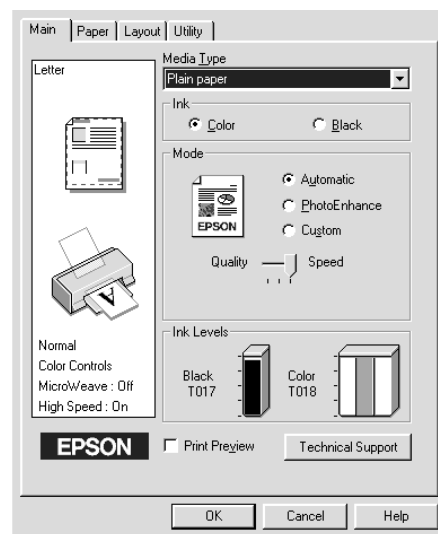 Main Paper Layout Utility
Letter
Media Type
Plain paper
Ink
Color Black
Mode
EPSON
Automatic
PhotoEnhance
Custom
Quality Speed
A
Normal
Color Controls
MicroWeave : Off
High Speed : On
Ink Levels
Black
T017
Color
T018
EPSON
Print Preview
Technical Support
OK Cancel Help